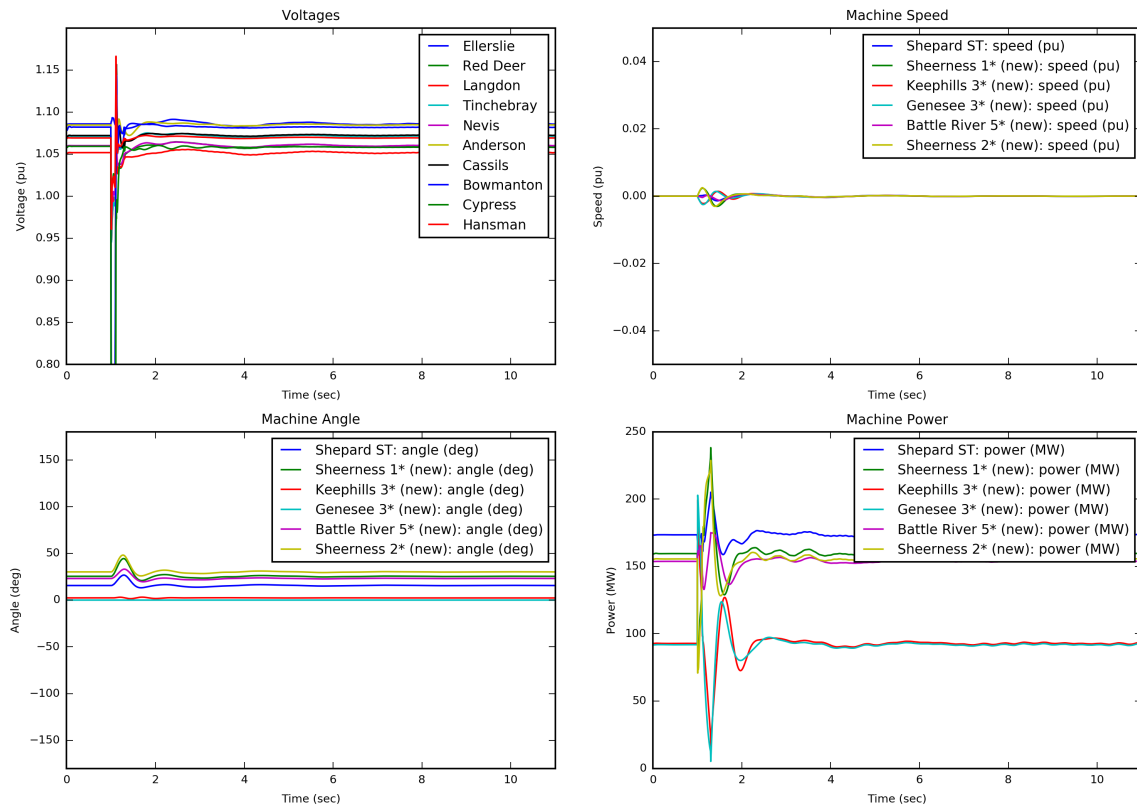 Voltages
1.15
1.10
1.05
1.00
0.95
0.90
0.85
0.80
Voltage (pu)
Ellerslie
Red Deer
Langdon
Tinchebray
Nevis
Anderson
Cassils
Bowmanton
Cypress
Hansman
0
2
4
6
8
10
Time (sec)
Machine Speed
0.04
0.02
0.00
−0.02
−0.04
Speed (pu)
Shepard ST: speed (pu)
Sheerness 1* (new): speed (pu)
Keephills 3* (new): speed (pu)
Genesee 3* (new): speed (pu)
Battle River 5* (new): speed (pu)
Sheerness 2* (new): speed (pu)
0
2
4
6
8
10
Time (sec)
Machine Angle
150
100
50
0
−50
−100
−150
Angle (deg)
Shepard ST: angle (deg)
Sheerness 1* (new): angle (deg)
Keephills 3* (new): angle (deg)
Genesee 3* (new): angle (deg)
Battle River 5* (new): angle (deg)
Sheerness 2* (new): angle (deg)
0
2
4
6
8
10
Time (sec)
Machine Power
250
200
150
100
50
0
Power (MW)
Shepard ST: power (MW)
Sheerness 1* (new): power (MW)
Keephills 3* (new): power (MW)
Genesee 3* (new): power (MW)
Battle River 5* (new): power (MW)
Sheerness 2* (new): power (MW)
0
2
4
6
8
10
Time (sec)